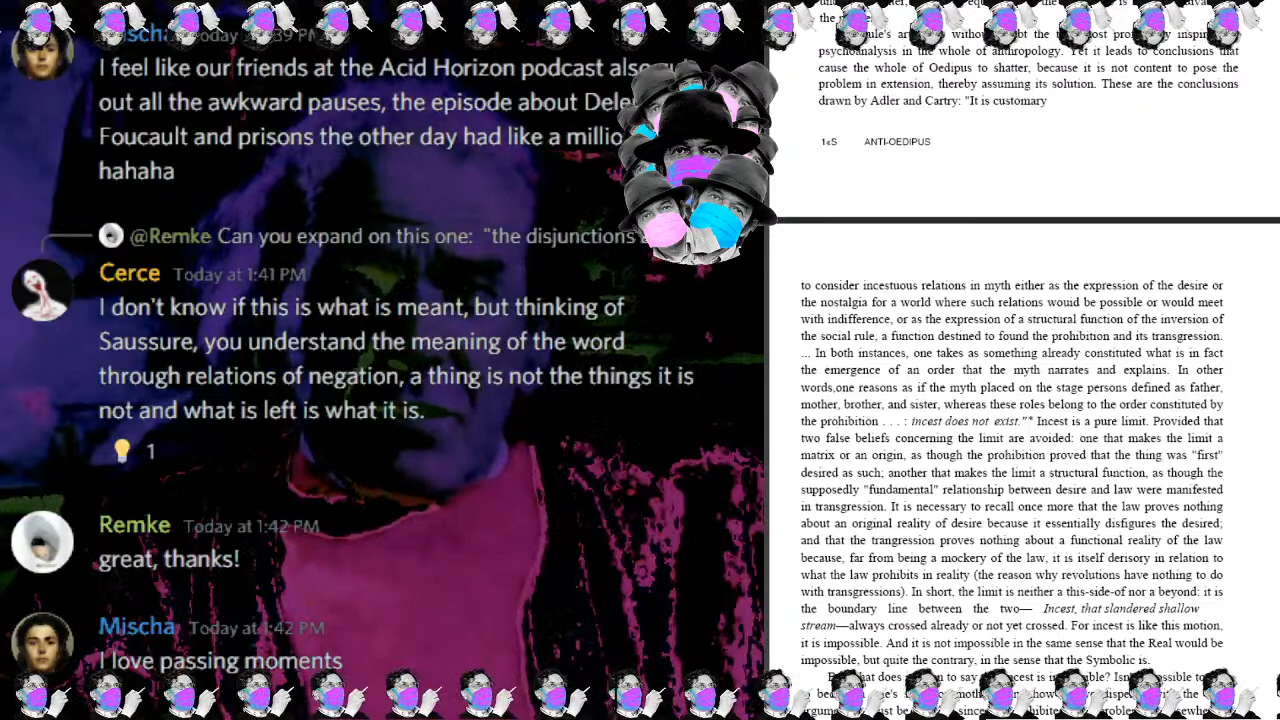 Mischa Today at 1:39 PM
I feel like our friends at the Acid Horizon podcast also
out all the awkward pauses, the episode about
Foucault and prisons the other day had like a
hahaha
@Remke Can you expand on this one: "the disjunctions
Cerce Today at 1:41 PM
I don't know if this is what is meant, but thinking of
Saussure, you understand the meaning of the word
through relations of negation, a thing is not the things it is
not and what is left is what it is.
1
Remke Today at 1:42 PM
great, thanks!
Mischa Today at 1:42 PM
I love passing moments
the
psychoanalysis in the whole of anthropology. Yet it leads to conclusions that
cause the whole of Oedipus to shatter, because it is not content to pose the
problem in extension, thereby assuming its solution. These are the conclusions
drawn by Adler and Cartry: "It is customary
1«S ANTI-OEDIPUS
to consider incestuous relations in myth either as the expression of the desire or
the nostalgia for a world where such relations wouid be possible or would meet
with indifference, or as the expression of a structural function of the inversion of
the social rule, a function destined to found the prohibition and its transgression.
... In both instances, one takes as something already constituted what is in fact
the emergence of an order that the myth narrates and explains. In other
words,one reasons as if the myth placed on the stage persons defined as father,
mother, brother, and sister, whereas these roles belong to the order constituted by
the prohibition . . . : incest does not exist."* Incest is a pure limit. Provided that
two false beliefs concerning the limit are avoided: one that makes the limit a
matrix or an origin, as though the prohibition proved that the thing was "first"
desired as such; another that makes the limit a structural function, as though the
supposedly "fundamental" relationship between desire and law were manifested
in transgression. It is necessary to recall once more that the law proves nothing
about an original reality of desire because it essentially disfigures the desired;
and that the trangression proves nothing about a functional reality of the law
because, far from being a mockery of the law, it is itself derisory in relation to
what the law prohibits in reality (the reason why revolutions have nothing to do
with transgressions). In short, the limit is neither a this-side-of nor a beyond: it is
the boundary line between the two— Incest, that slandered shallow
stream—always crossed already or not yet crossed. For incest is like this motion,
it is impossible. And it is not impossible in the same sense that the Real would be
impossible, but quite the contrary, in the sense that the Symbolic is.